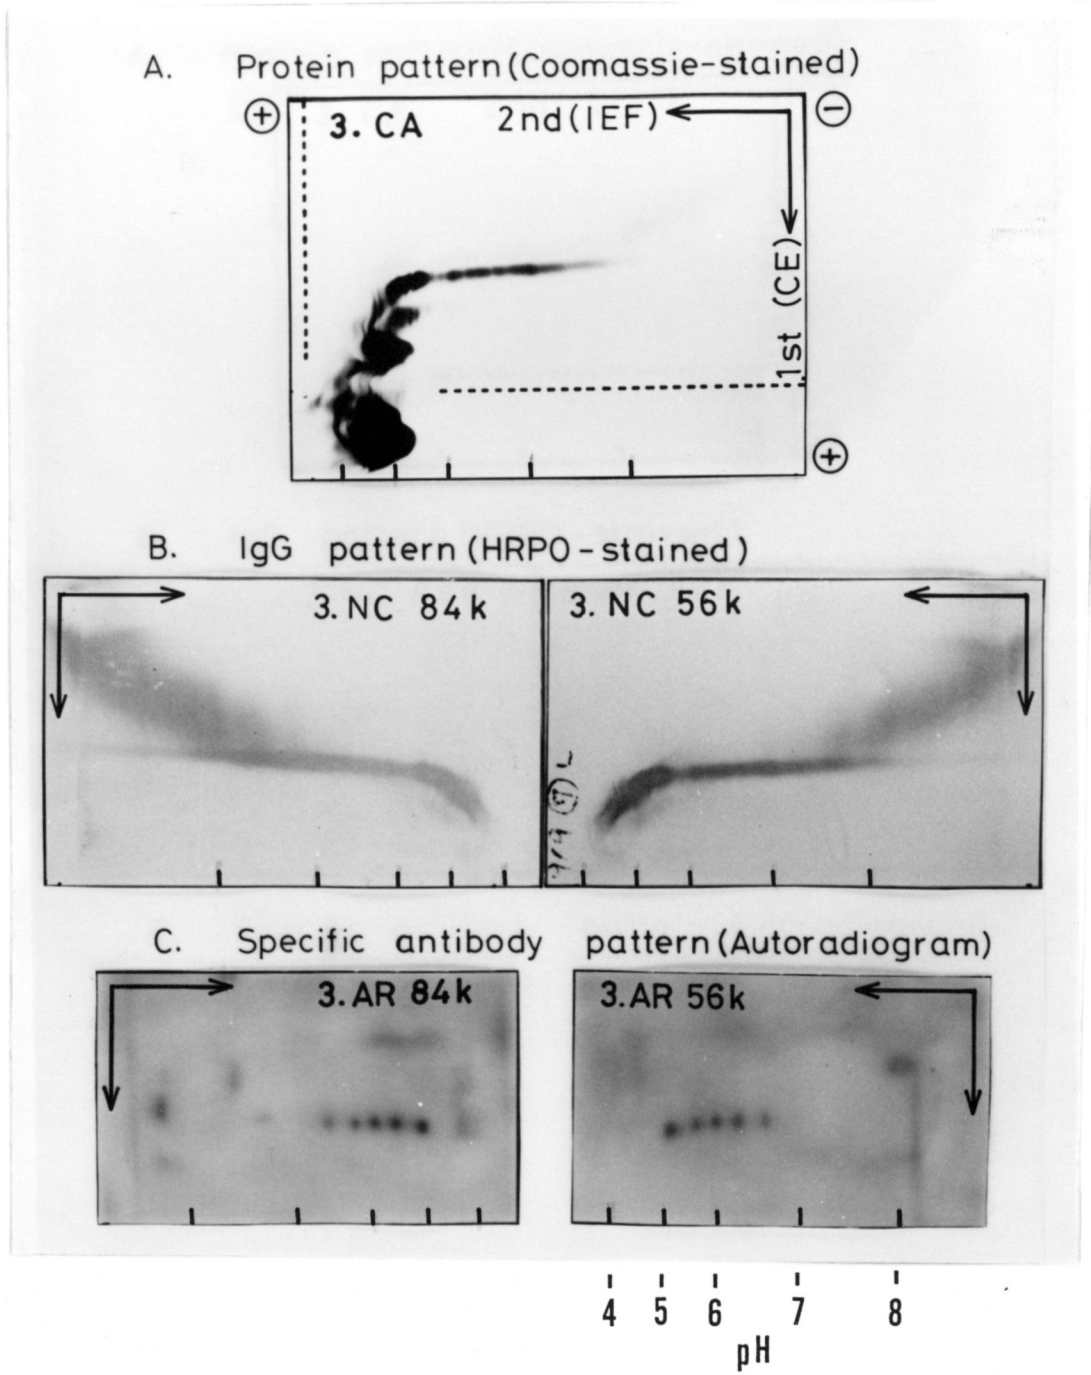 A. Protein pattern (Coomassie-stained)
⊕ 3. CA 2nd (IEF) ⊖
1st (CE)
⊕
B. IgG pattern (HRPO-stained)
3. NC 84k
3. NC 56k
C. Specific antibody pattern (Autoradiogram)
3. AR 84k
3. AR 56k
4 5 6 7 8
pH